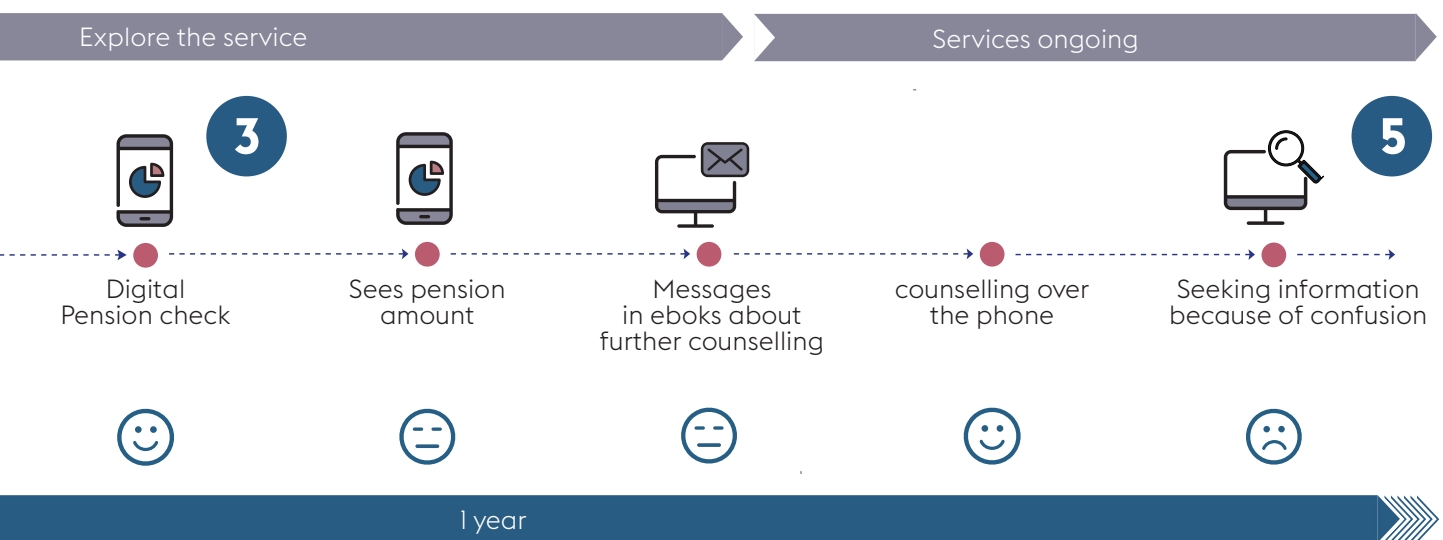 Explore the service
Services ongoing
3
5
Digital
Pension check
Sees pension
amount
Messages
in eboks about
further counselling
counselling over
the phone
Seeking information
because of confusion
1 year